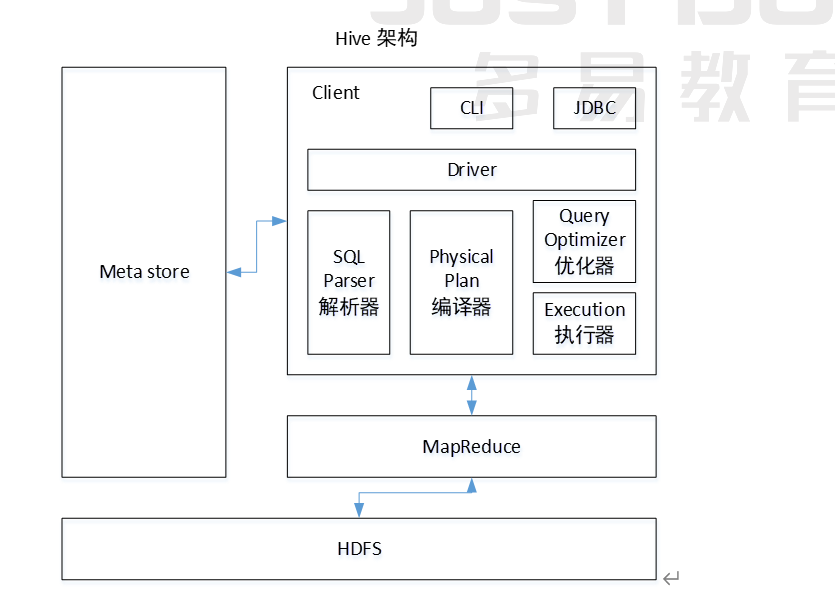 Hive 架构
多易教育
Client
CLI
JDBC
Driver
Meta store
SQL
Parser
解析器
Physical
Plan
编译器
Query
Optimizer
优化器
Execution
执行器
MapReduce
HDFS